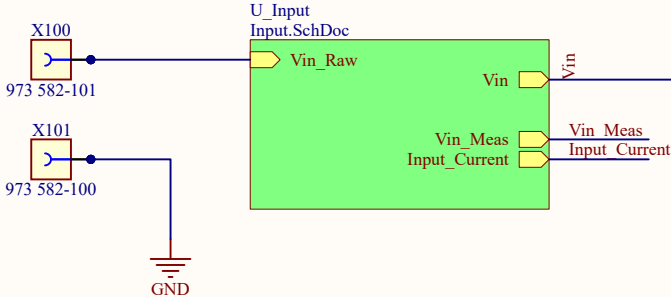 U_Input
Input.SchDoc
X100
973 582-101
Vin_Raw
Vin
Vin
Vin_Meas
Vin_Meas
Input_Current
Input_Current
X101
973 582-100
GND